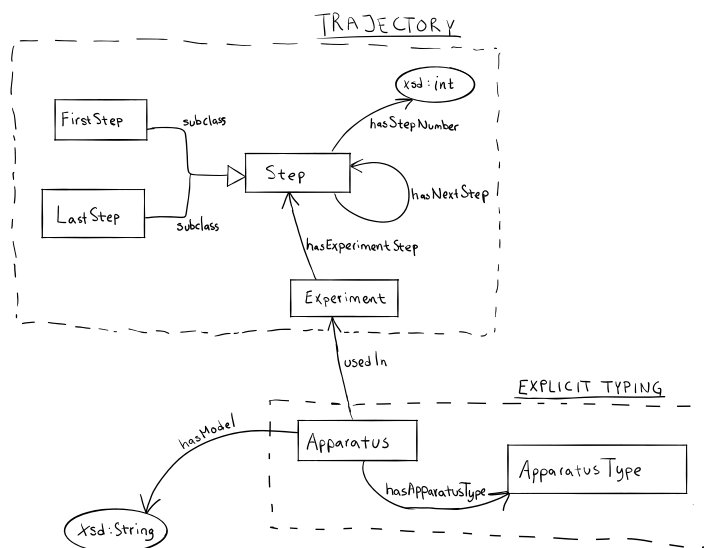 TRAJECTORY
xsd:int
FirstStep
subclass
hasStepNumber
Step
hasNextStep
LastStep
subclass
hasExperimentStep
Experiment
usedIn
EXPLICIT TYPING
hasModel
Apparatus
ApparatusType
hasApparatusType
Xsd:String